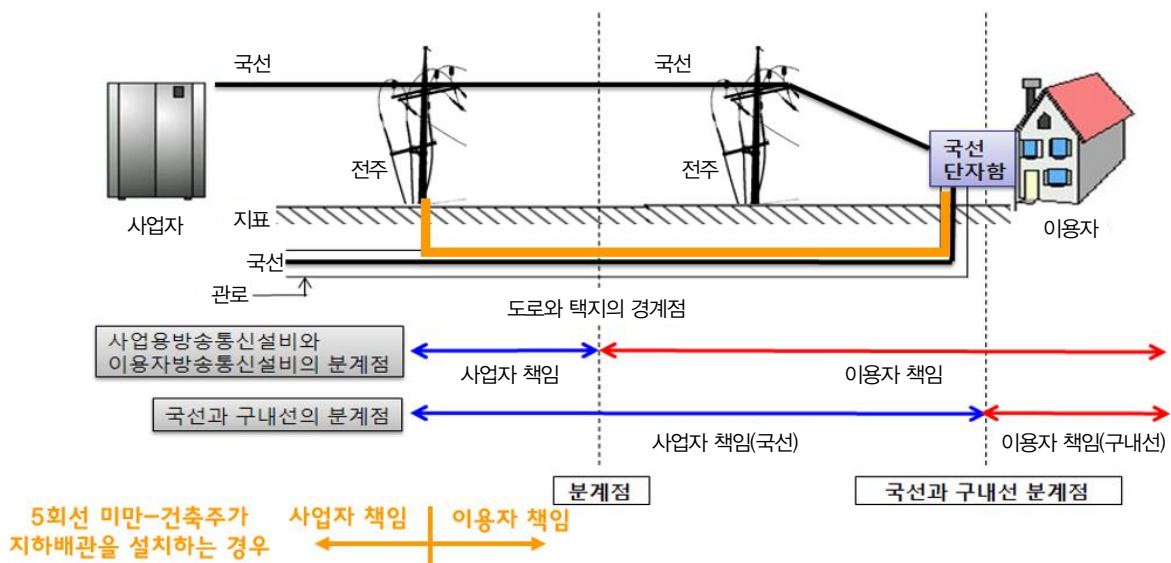 국선
국선
사업자
전주
전주
국선
단자함
이용자
지표
국선
관로
도로와 택지의 경계점
사업용방송통신설비와
이용자방송통신설비의 분계점
사업자 책임
이용자 책임
국선과 구내선의 분계점
사업자 책임(국선)
이용자 책임(구내선)
분계점
국선과 구내선 분계점
5회선 미만-건축주가
지하배관을 설치하는 경우
사업자 책임
이용자 책임